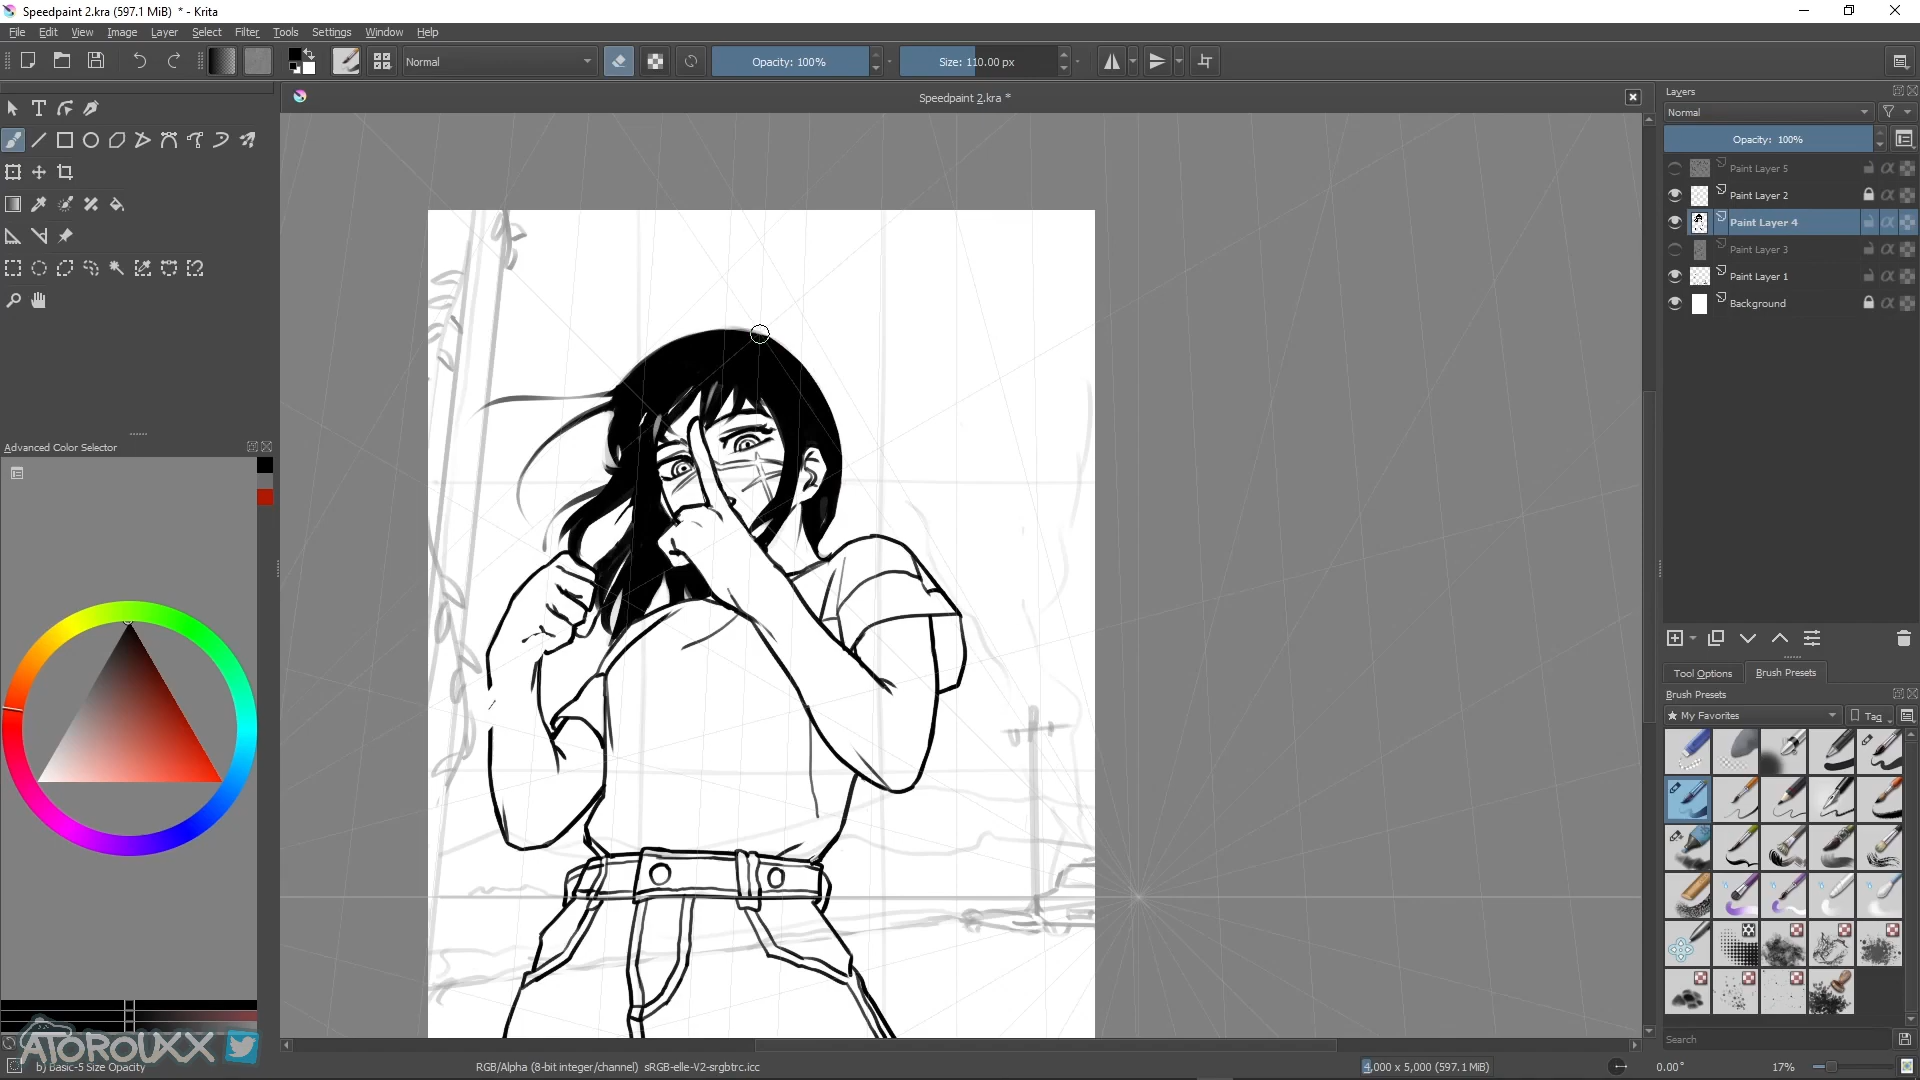 Speedpaint 2.kra (597.1 MiB) * - Krita
File Edit View Image Layer Select Filter Tools Settings Window Help
Normal
Opacity: 100%
Size: 110.00 px
Speedpaint 2.kra *
Layers
Normal
Opacity: 100%
Paint Layer 5
Paint Layer 2
Paint Layer 4
Paint Layer 3
Paint Layer 1
Background
Advanced Color Selector
Tool Options
Brush Presets
Brush Presets
★ My Favorites
Tag
Search
ATOROUXX
b) Basic-5 Size Opacity
RGB/Alpha (8-bit integer/channel) sRGB-elle-V2-srgbtrc.icc
4,000 x 5,000 (597.1 MiB)
0.00°
17%